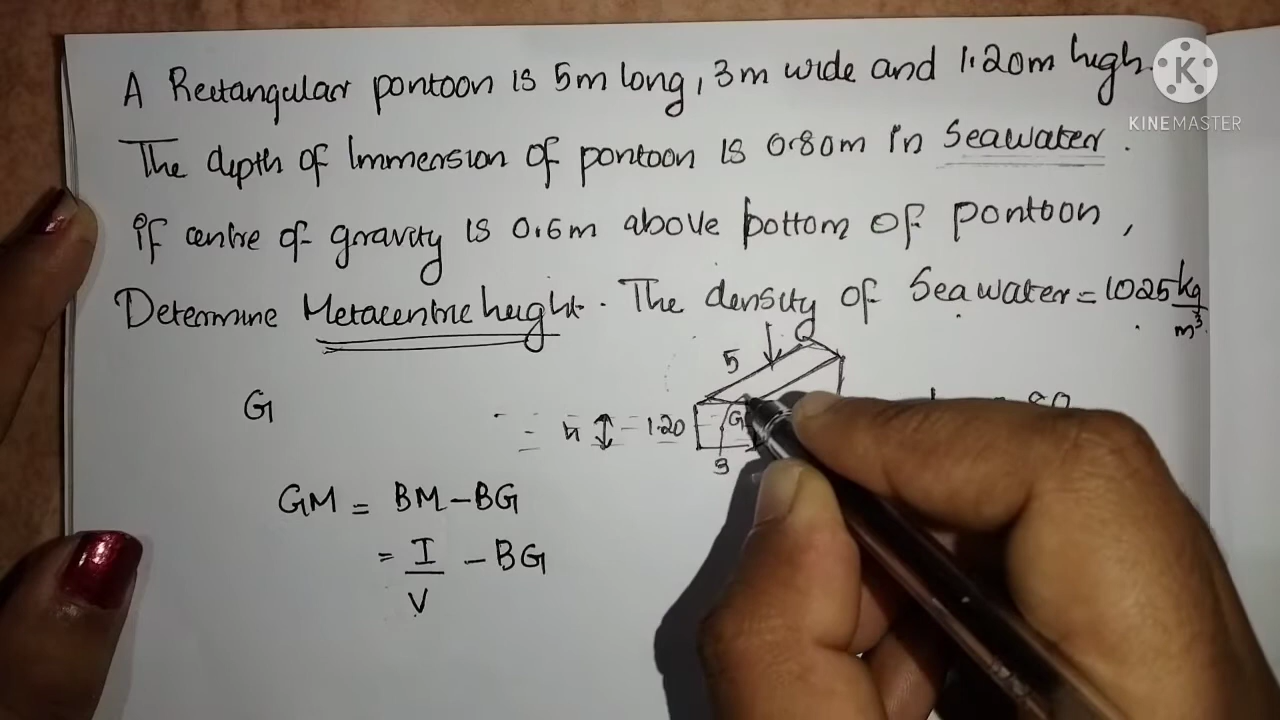 A Rectangular pontoon is 5m long, 3m wide and 1.20m high.
The depth of Immersion of pontoon is 0.80m in Seawater.
If centre of gravity is 0.6m above bottom of pontoon,
Determine Metacentric height. The density of Seawater = 1025 kg/m³.
K
KINEMASTER
5
G
1.20
G
3
GM = BM - BG
= I/V - BG